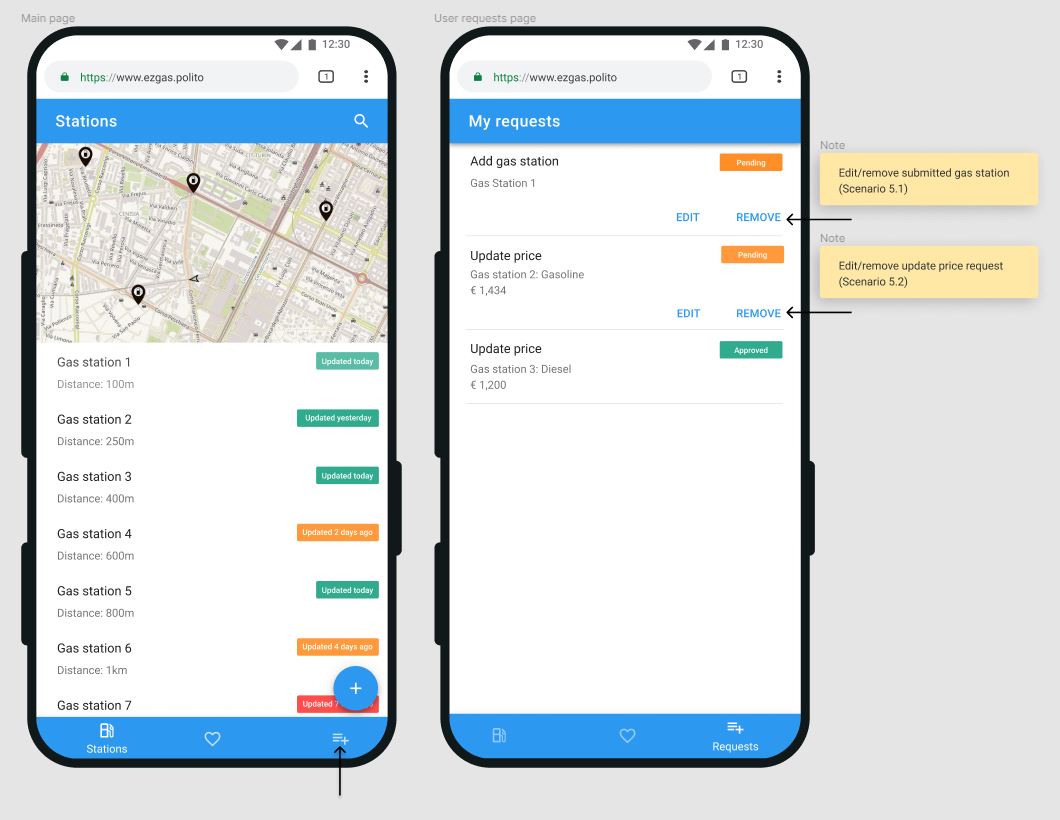 Main page
12:30
https://www.ezgas.polito
1
Stations
Gas station 1
Updated today
Distance: 100m
Gas station 2
Updated yesterday
Distance: 250m
Gas station 3
Updated today
Distance: 400m
Gas station 4
Updated 2 days ago
Distance: 600m
Gas station 5
Updated today
Distance: 800m
Gas station 6
Updated 4 days ago
Distance: 1km
Gas station 7
Updated 7
Stations
User requests page
12:30
https://www.ezgas.polito
1
My requests
Add gas station
Pending
Gas Station 1
EDIT REMOVE
Update price
Pending
Gas station 2: Gasoline
€ 1,434
EDIT REMOVE
Update price
Approved
Gas station 3: Diesel
€ 1,200
Requests
Note
Edit/remove submitted gas station
(Scenario 5.1)
Note
Edit/remove update price request
(Scenario 5.2)